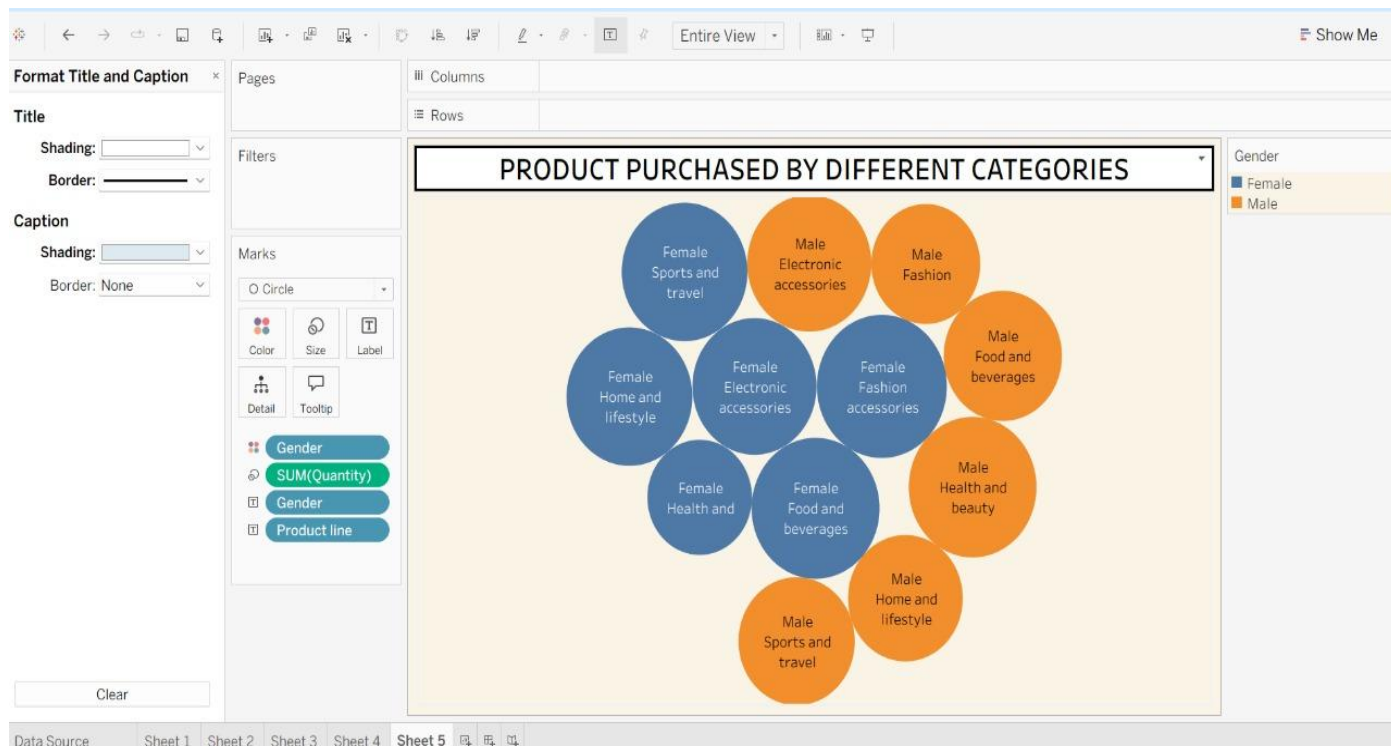 Entire View
Show Me
Format Title and Caption ×
Title
Shading:
Border:
Caption
Shading:
Border: None
Clear
Pages
Filters
Marks
Circle
Color
Size
Label
Detail
Tooltip
Gender
SUM(Quantity)
Gender
Product line
Columns
Rows
PRODUCT PURCHASED BY DIFFERENT CATEGORIES
Female
Sports and
travel
Male
Electronic
accessories
Male
Fashion
Male
Food and
beverages
Female
Home and
lifestyle
Female
Electronic
accessories
Female
Fashion
accessories
Female
Health and
Female
Food and
beverages
Male
Health and
beauty
Male
Home and
lifestyle
Male
Sports and
travel
Gender
Female
Male
Data Source
Sheet 1
Sheet 2
Sheet 3
Sheet 4
Sheet 5